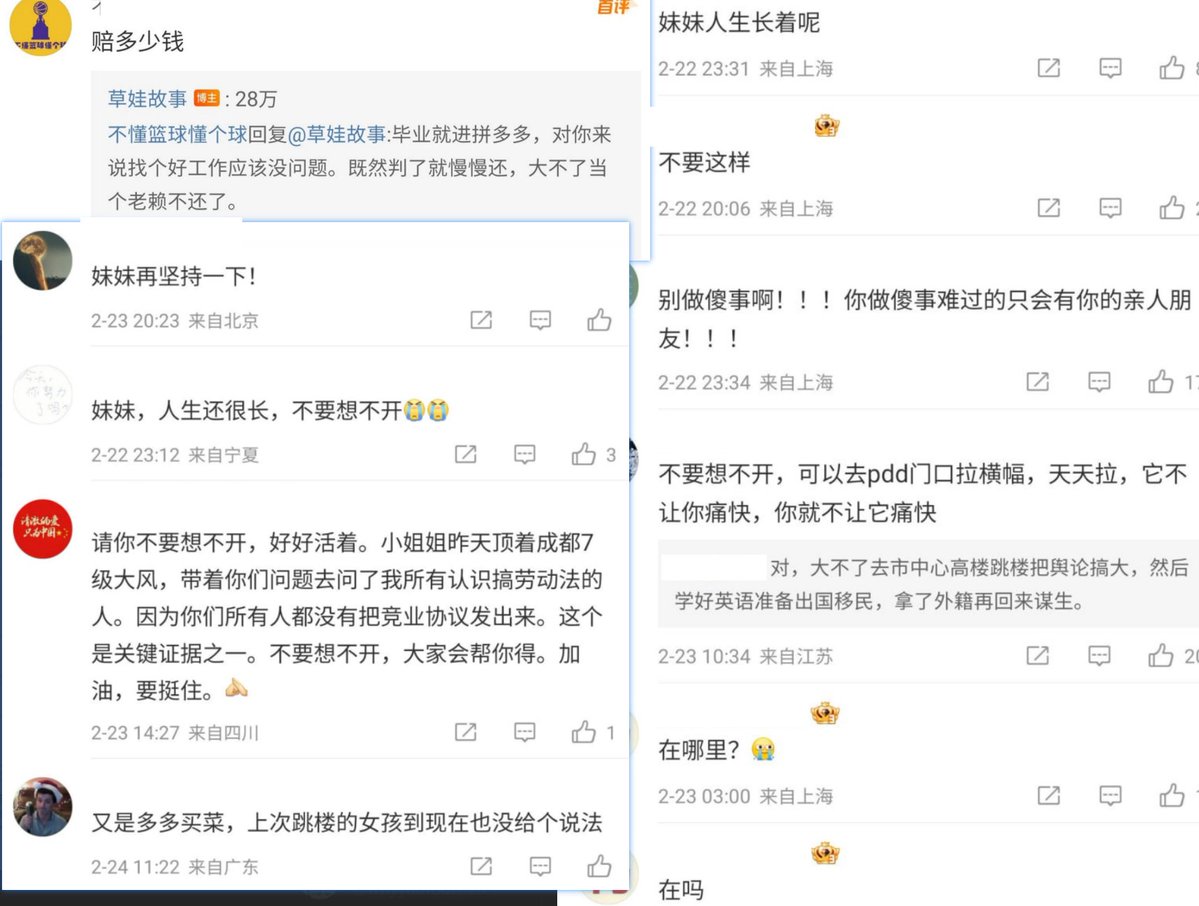 首评
赔多少钱
草娃故事 博主 : 28万
不懂篮球懂个球回复@草娃故事:毕业就进拼多多，对你来
说找个好工作应该没问题。既然判了就慢慢还，大不了当
个老赖不还了。
妹妹再坚持一下！
2-23 20:23 来自北京
妹妹，人生还很长，不要想不开😭😭
2-22 23:12 来自宁夏
3
请你不要想不开，好好活着。小姐姐昨天顶着成都7
级大风，带着你们问题去问了我所有认识搞劳动法的
人。因为你们所有人都没有把竞业协议发出来。这个
是关键证据之一。不要想不开，大家会帮你得。加
油，要挺住。
2-23 14:27 来自四川
1
又是多多买菜，上次跳楼的女孩到现在也没给个说法
2-24 11:22 来自广东
妹妹人生长着呢
2-22 23:31 来自上海
不要这样
2-22 20:06 来自上海
别做傻事啊！！！你做傻事难过的只会有你的亲人朋
友！！！
2-22 23:34 来自上海
17
不要想不开，可以去pdd门口拉横幅，天天拉，它不
让你痛快，你就不让它痛快
对，大不了去市中心高楼跳楼把舆论搞大，然后
学好英语准备出国移民，拿了外籍再回来谋生。
2-23 10:34 来自江苏
在哪里？😭
2-23 03:00 来自上海
在吗